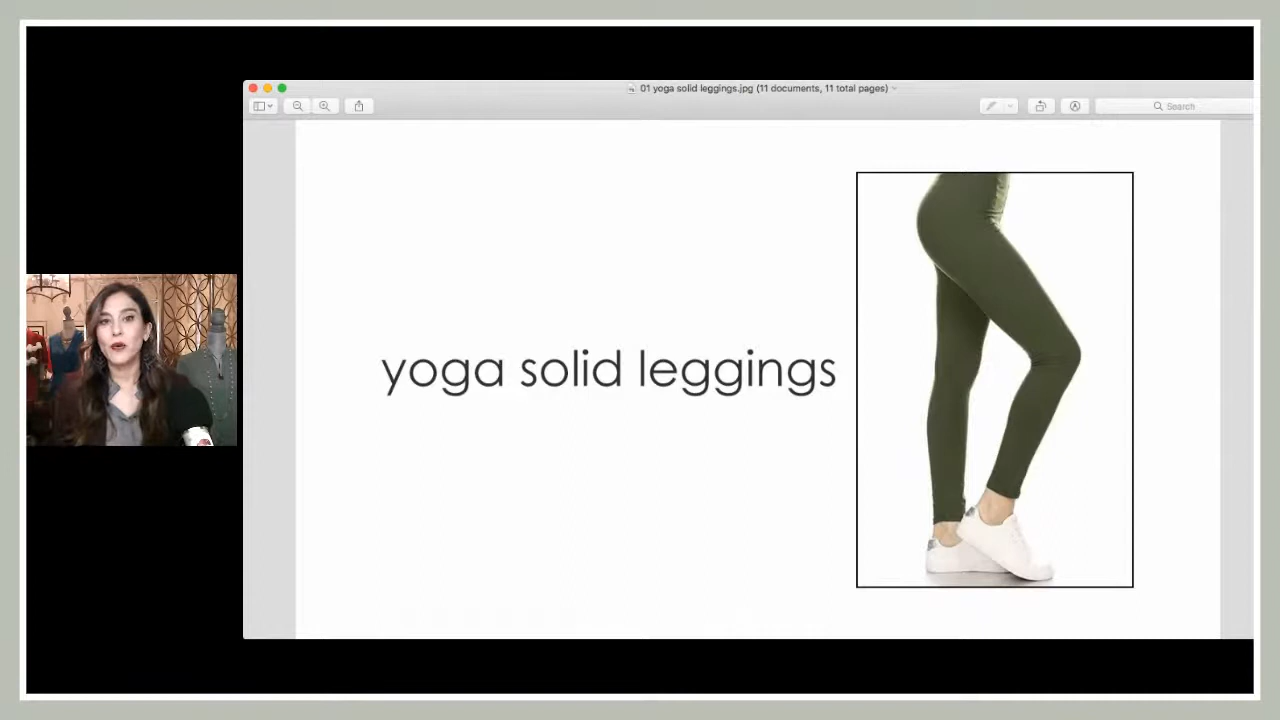 01 yoga solid leggings.jpg (11 documents, 11 total pages)
Search
yoga solid leggings